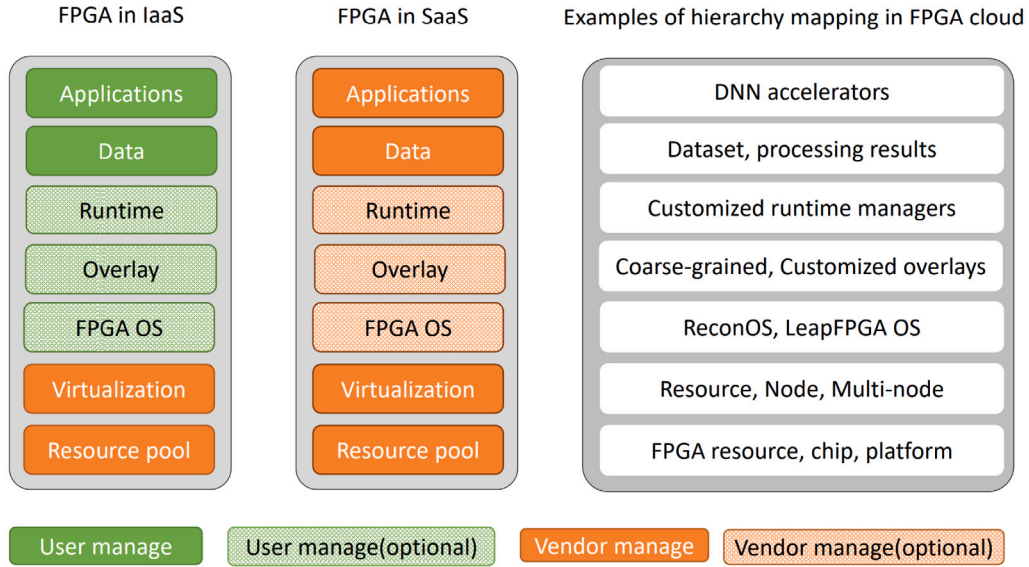 FPGA in IaaS
FPGA in SaaS
Examples of hierarchy mapping in FPGA cloud
Applications
Applications
DNN accelerators
Data
Data
Dataset, processing results
Runtime
Runtime
Customized runtime managers
Overlay
Overlay
Coarse-grained, Customized overlays
FPGA OS
FPGA OS
ReconOS, LeapFPGA OS
Virtualization
Virtualization
Resource, Node, Multi-node
Resource pool
Resource pool
FPGA resource, chip, platform
User manage
User manage(optional)
Vendor manage
Vendor manage(optional)